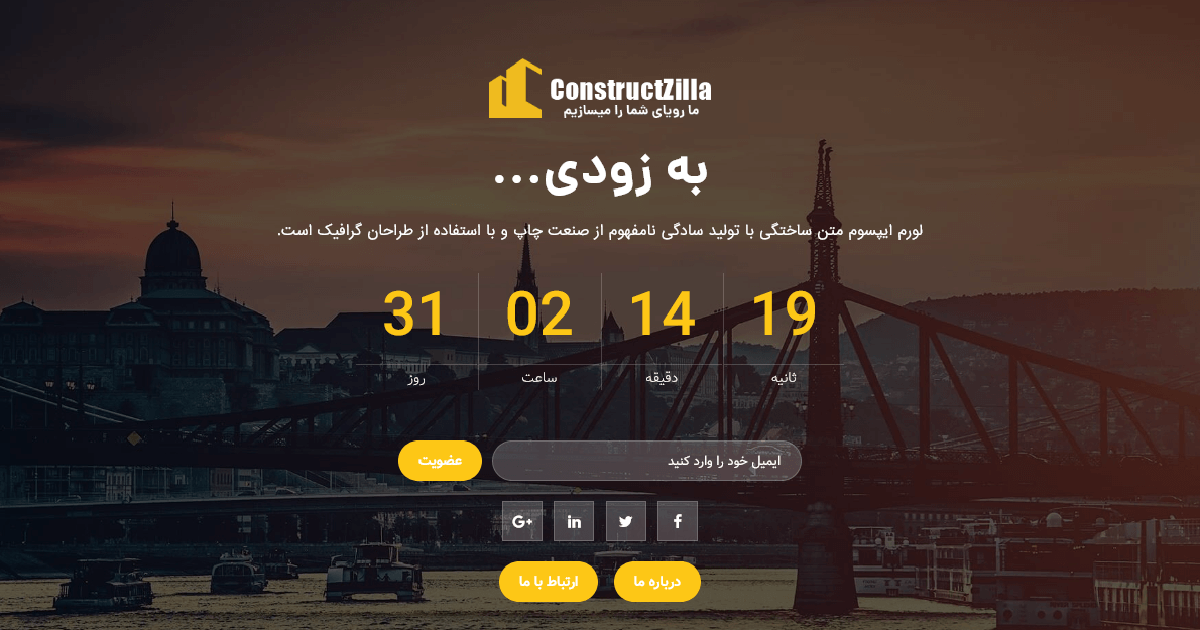 ConstructZilla
ما رویای شما را میسازیم
به زودی...
لورم ایپسوم متن ساختگی با تولید سادگی نامفهوم از صنعت چاپ و با استفاده از طراحان گرافیک است.
19 14 02 31
ثانیه دقیقه ساعت روز
ایمیل خود را وارد کنید عضویت
f in G+
درباره ما ارتباط با ما